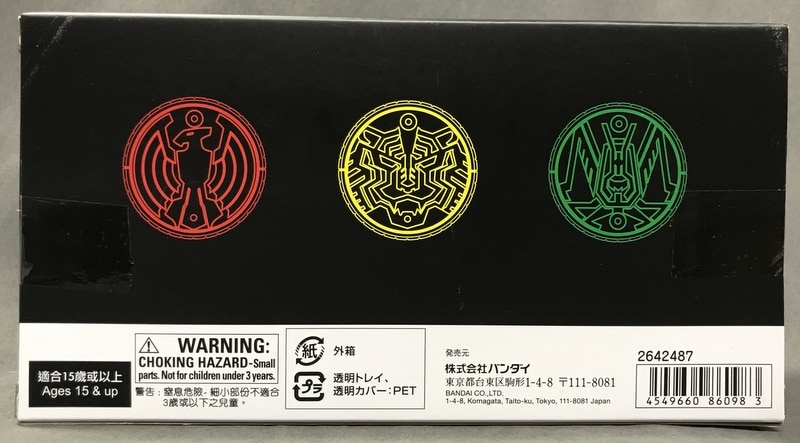 適合15歲或以上
Ages 15 & up
WARNING:
CHOKING HAZARD-Small
parts. Not for children under 3 years.
警告：窒息危險- 細小部份不適合
3歲或以下之兒童。
紙 外箱
プラ 透明トレイ、
透明カバー：PET
発売元
株式会社バンダイ
東京都台東区駒形1-4-8 〒111-8081
BANDAI CO.,LTD.
1-4-8, Komagata, Taito-ku, Tokyo, 111-8081 Japan
2642487
4549660 860983